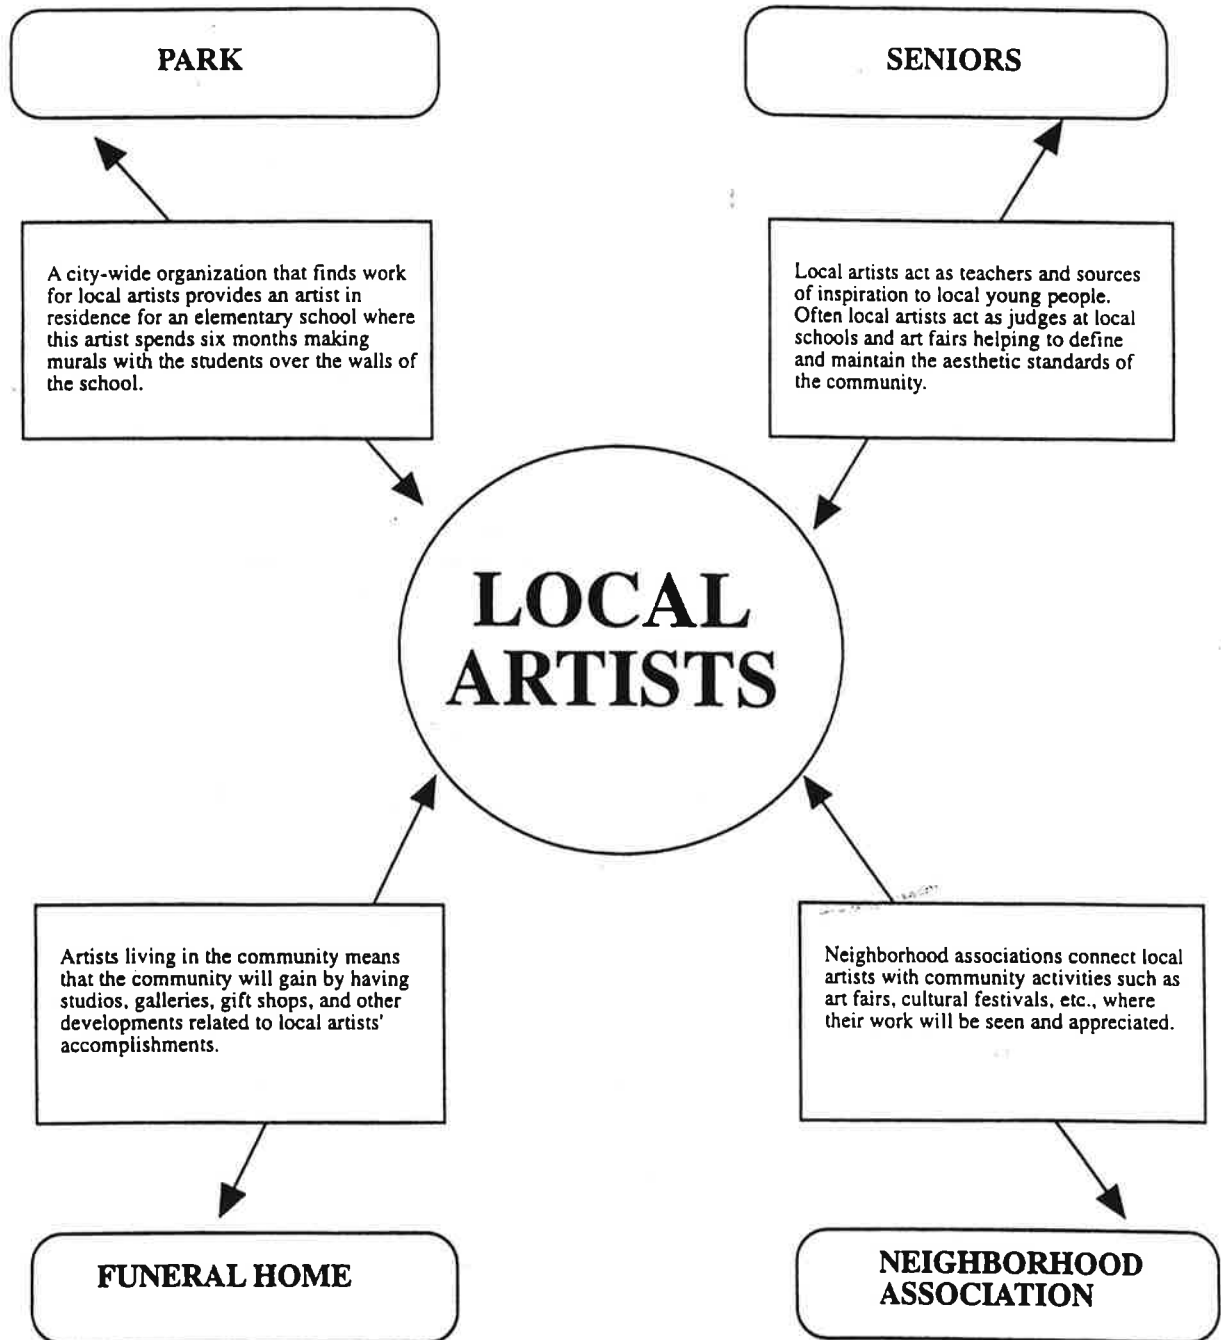 PARK
SENIORS
A city-wide organization that finds work
for local artists provides an artist in
residence for an elementary school where
this artist spends six months making
murals with the students over the walls of
the school.
Local artists act as teachers and sources
of inspiration to local young people.
Often local artists act as judges at local
schools and art fairs helping to define
and maintain the aesthetic standards of
the community.
LOCAL
ARTISTS
Artists living in the community means
that the community will gain by having
studios, galleries, gift shops, and other
developments related to local artists'
accomplishments.
Neighborhood associations connect local
artists with community activities such as
art fairs, cultural festivals, etc., where
their work will be seen and appreciated.
FUNERAL HOME
NEIGHBORHOOD
ASSOCIATION